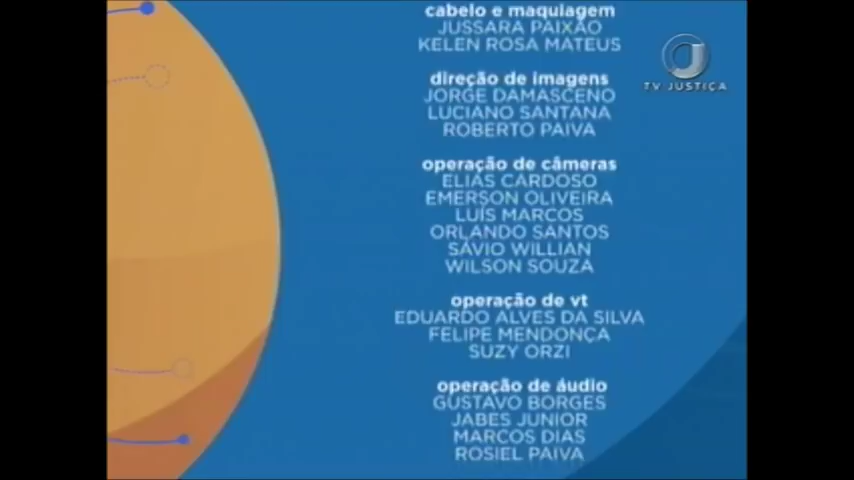 cabelo e maquiagem
JUSSARA PAIXÃO
KELEN ROSA MATEUS
TV JUSTIÇA
direção de imagens
JORGE DAMASCENO
LUCIANO SANTANA
ROBERTO PAIVA
operação de câmeras
ELIAS CARDOSO
EMERSON OLIVEIRA
LUÍS MARCOS
ORLANDO SANTOS
SÁVIO WILLIAN
WILSON SOUZA
operação de vt
EDUARDO ALVES DA SILVA
FELIPE MENDONÇA
SUZY ORZI
operação de áudio
GUSTAVO BORGES
JABES JUNIOR
MARCOS DIAS
ROSIEL PAIVA